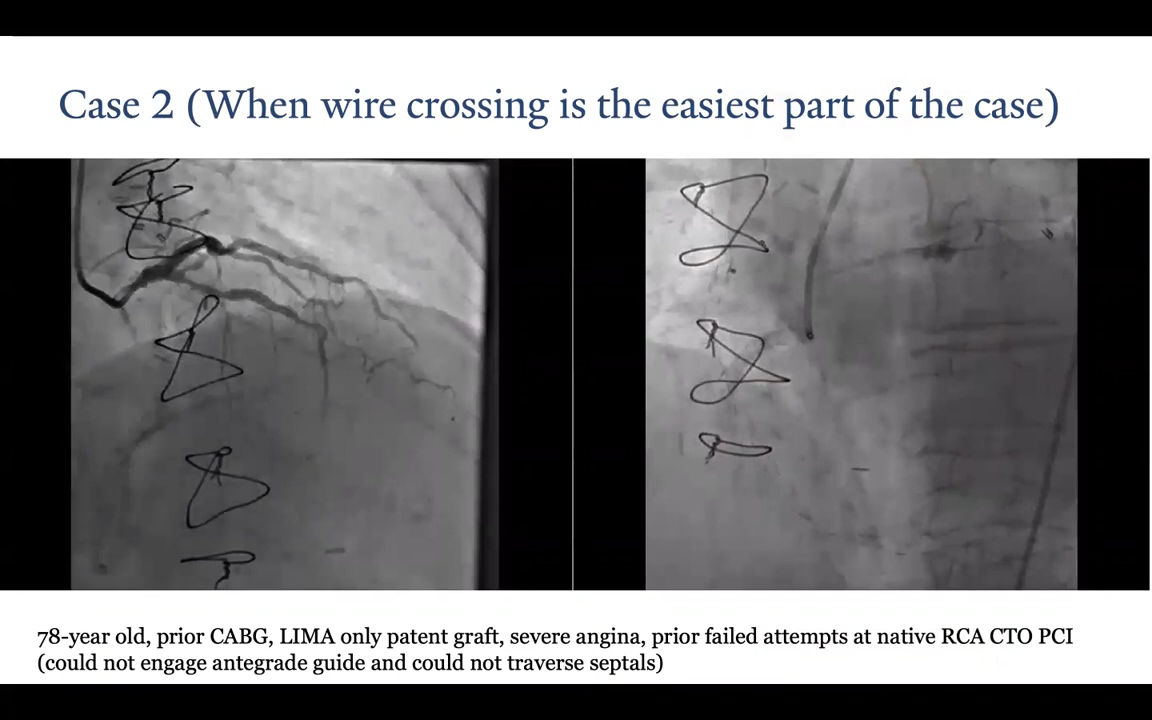 Case 2 (When wire crossing is the easiest part of the case)
78-year old, prior CABG, LIMA only patent graft, severe angina, prior failed attempts at native RCA CTO PCI
(could not engage antegrade guide and could not traverse septals)